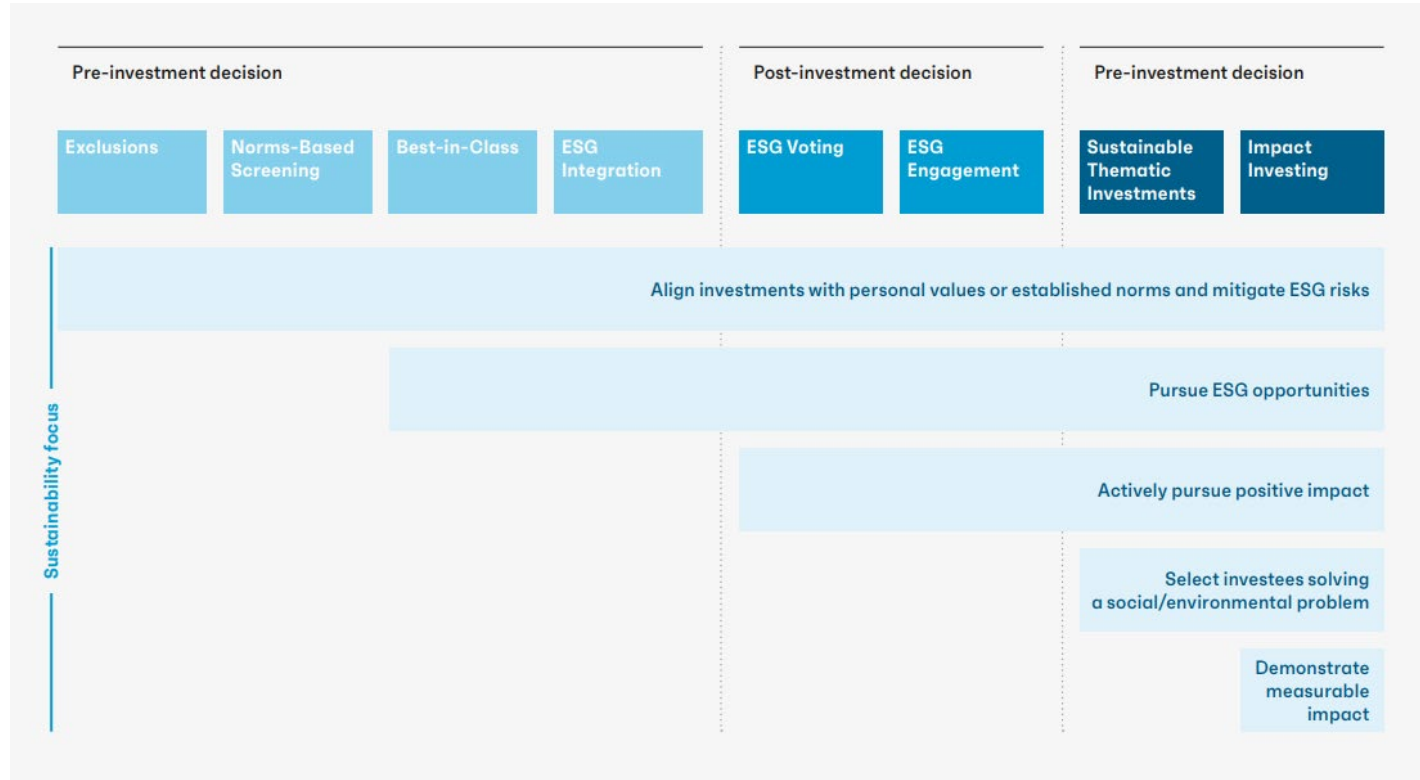 Pre-investment decision
Post-investment decision
Pre-investment decision
Exclusions
Norms-Based
Screening
Best-in-Class
ESG
Integration
ESG Voting
ESG
Engagement
Sustainable
Thematic
Investments
Impact
Investing
Sustainability focus
Align investments with personal values or established norms and mitigate ESG risks
Pursue ESG opportunities
Actively pursue positive impact
Select investees solving
a social/environmental problem
Demonstrate
measurable
impact